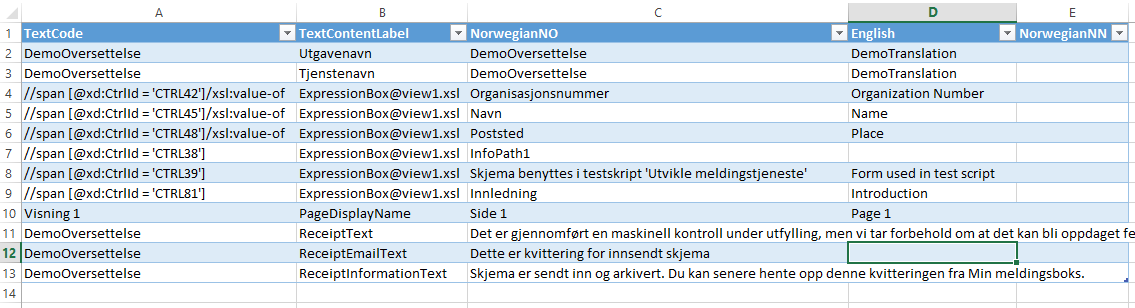 A B C D E
1 TextCode TextContentLabel NorwegianNO English NorwegianNN
2 DemoOversettelse Utgavenavn DemoOversettelse DemoTranslation
3 DemoOversettelse Tjenstenavn DemoOversettelse DemoTranslation
4 //span [@xd:CtrlId = 'CTRL42']/xsl:value-of ExpressionBox@view1.xsl Organisasjonsnummer Organization Number
5 //span [@xd:CtrlId = 'CTRL45']/xsl:value-of ExpressionBox@view1.xsl Navn Name
6 //span [@xd:CtrlId = 'CTRL48']/xsl:value-of ExpressionBox@view1.xsl Poststed Place
7 //span [@xd:CtrlId = 'CTRL38'] ExpressionBox@view1.xsl InfoPath1
8 //span [@xd:CtrlId = 'CTRL39'] ExpressionBox@view1.xsl Skjema benyttes i testskript 'Utvikle meldingstjeneste' Form used in test script
9 //span [@xd:CtrlId = 'CTRL81'] ExpressionBox@view1.xsl Innledning Introduction
10 Visning 1 PageDisplayName Side 1 Page 1
11 DemoOversettelse ReceiptText Det er gjennomført en maskinell kontroll under utfylling, men vi tar forbehold om at det kan bli oppdaget fe
12 DemoOversettelse ReceiptEmailText Dette er kvittering for innsendt skjema
13 DemoOversettelse ReceiptInformationText Skjema er sendt inn og arkivert. Du kan senere hente opp denne kvitteringen fra Min meldingsboks.
14